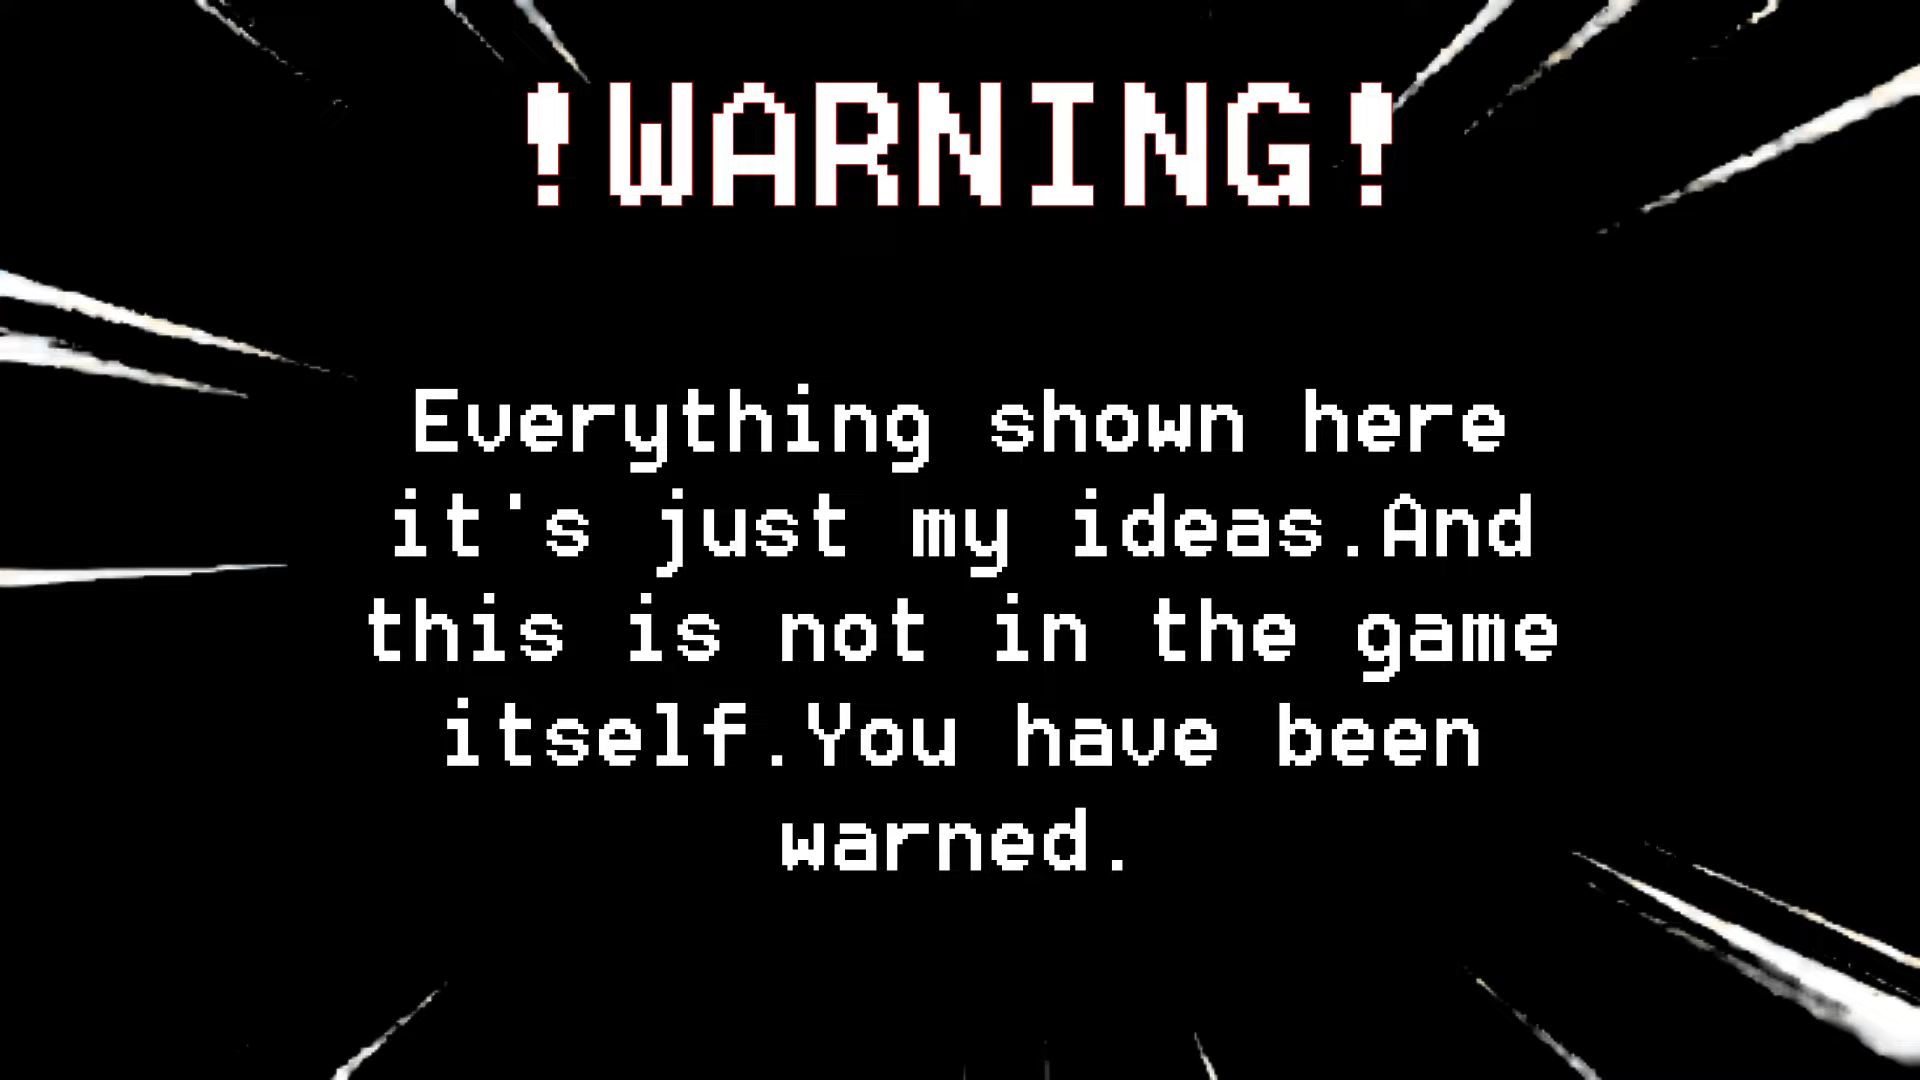 !WARNING!
Everything shown here
it's just my ideas.And
this is not in the game
itself.You have been
warned.